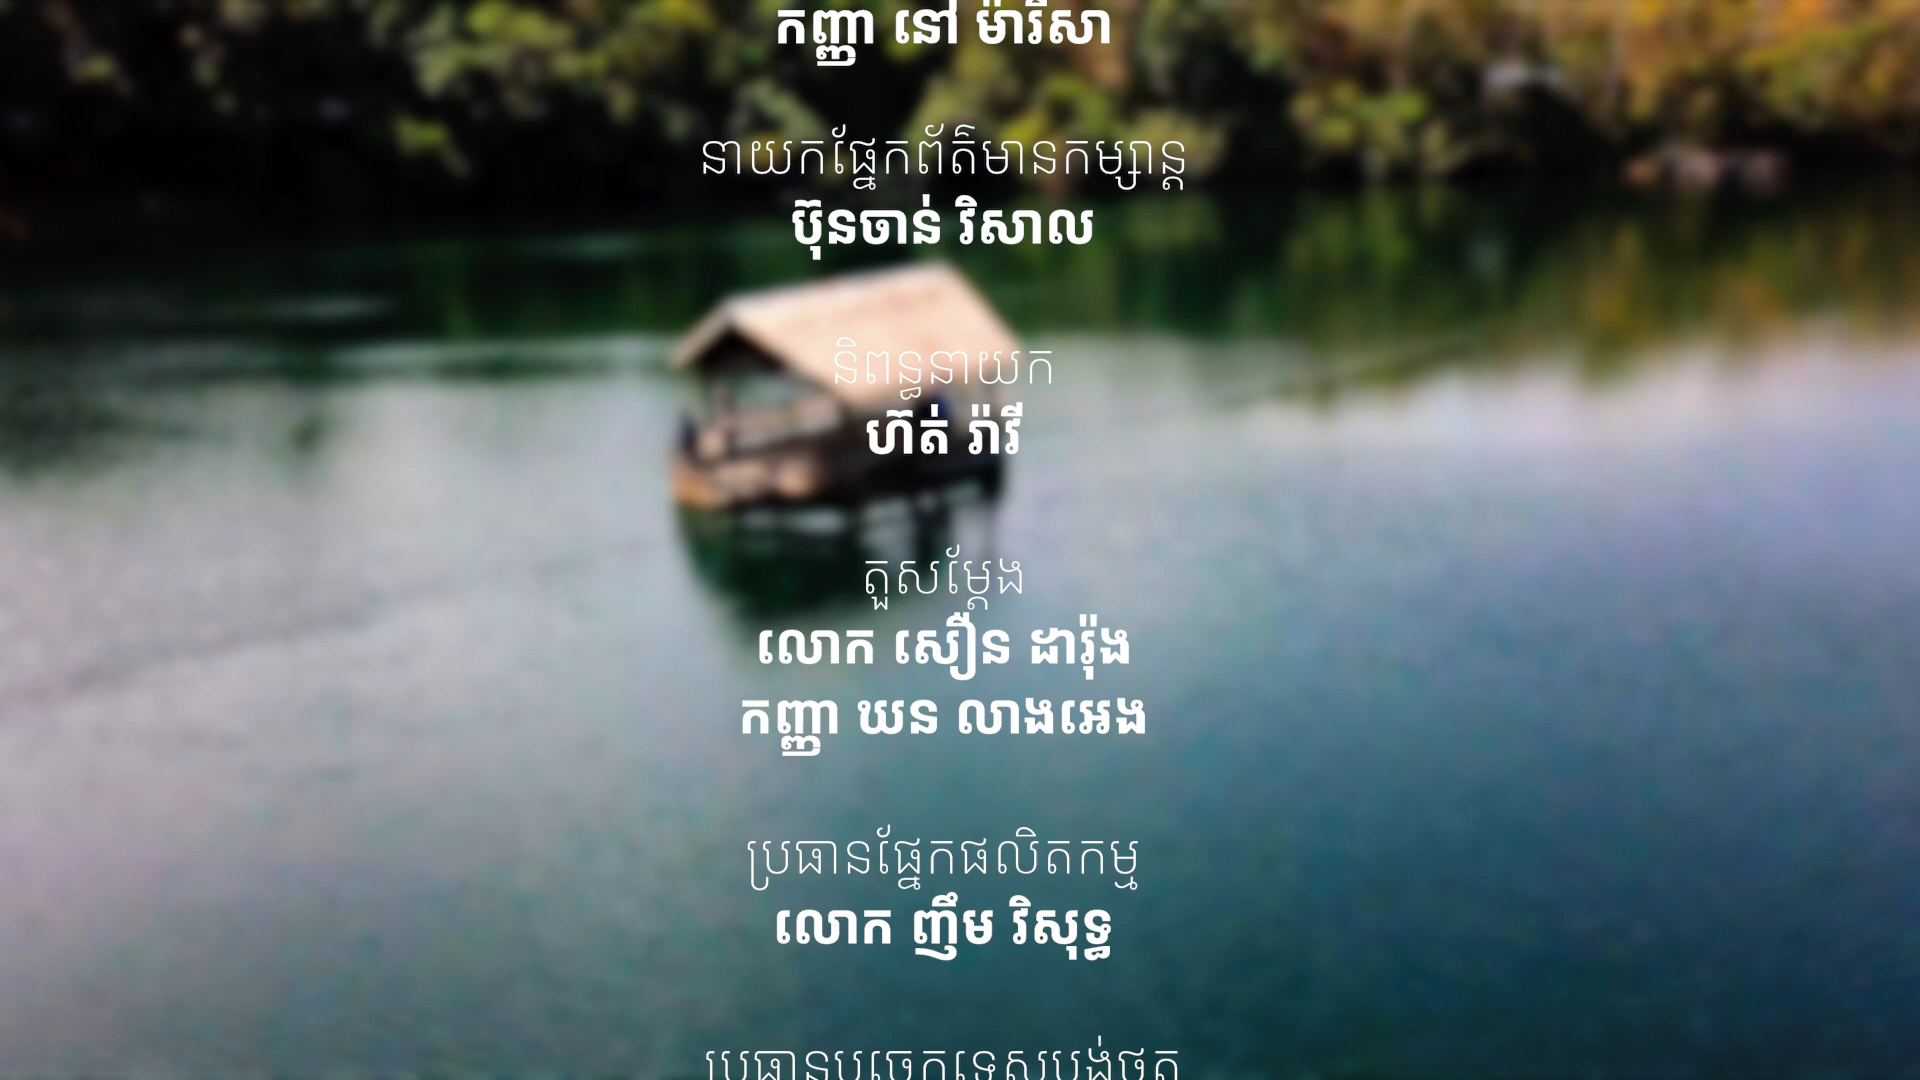 កញ្ញា នៅ ម៉ារីសា
នាយកផ្នែកព័ត៌មានកម្សាន្ត
ប៊ុនចាន់ វិសាល
និពន្ធនាយក
ហ៊ត់ រ៉ាវី
តួសម្តែង
លោក សឿន ដារ៉ុង
កញ្ញា ឃន លាងអេង
ប្រធានផ្នែកផលិតកម្ម
លោក ញឹម វិសុទ្ធ
ប្រធានបច្ចេកទេសបង់ថត